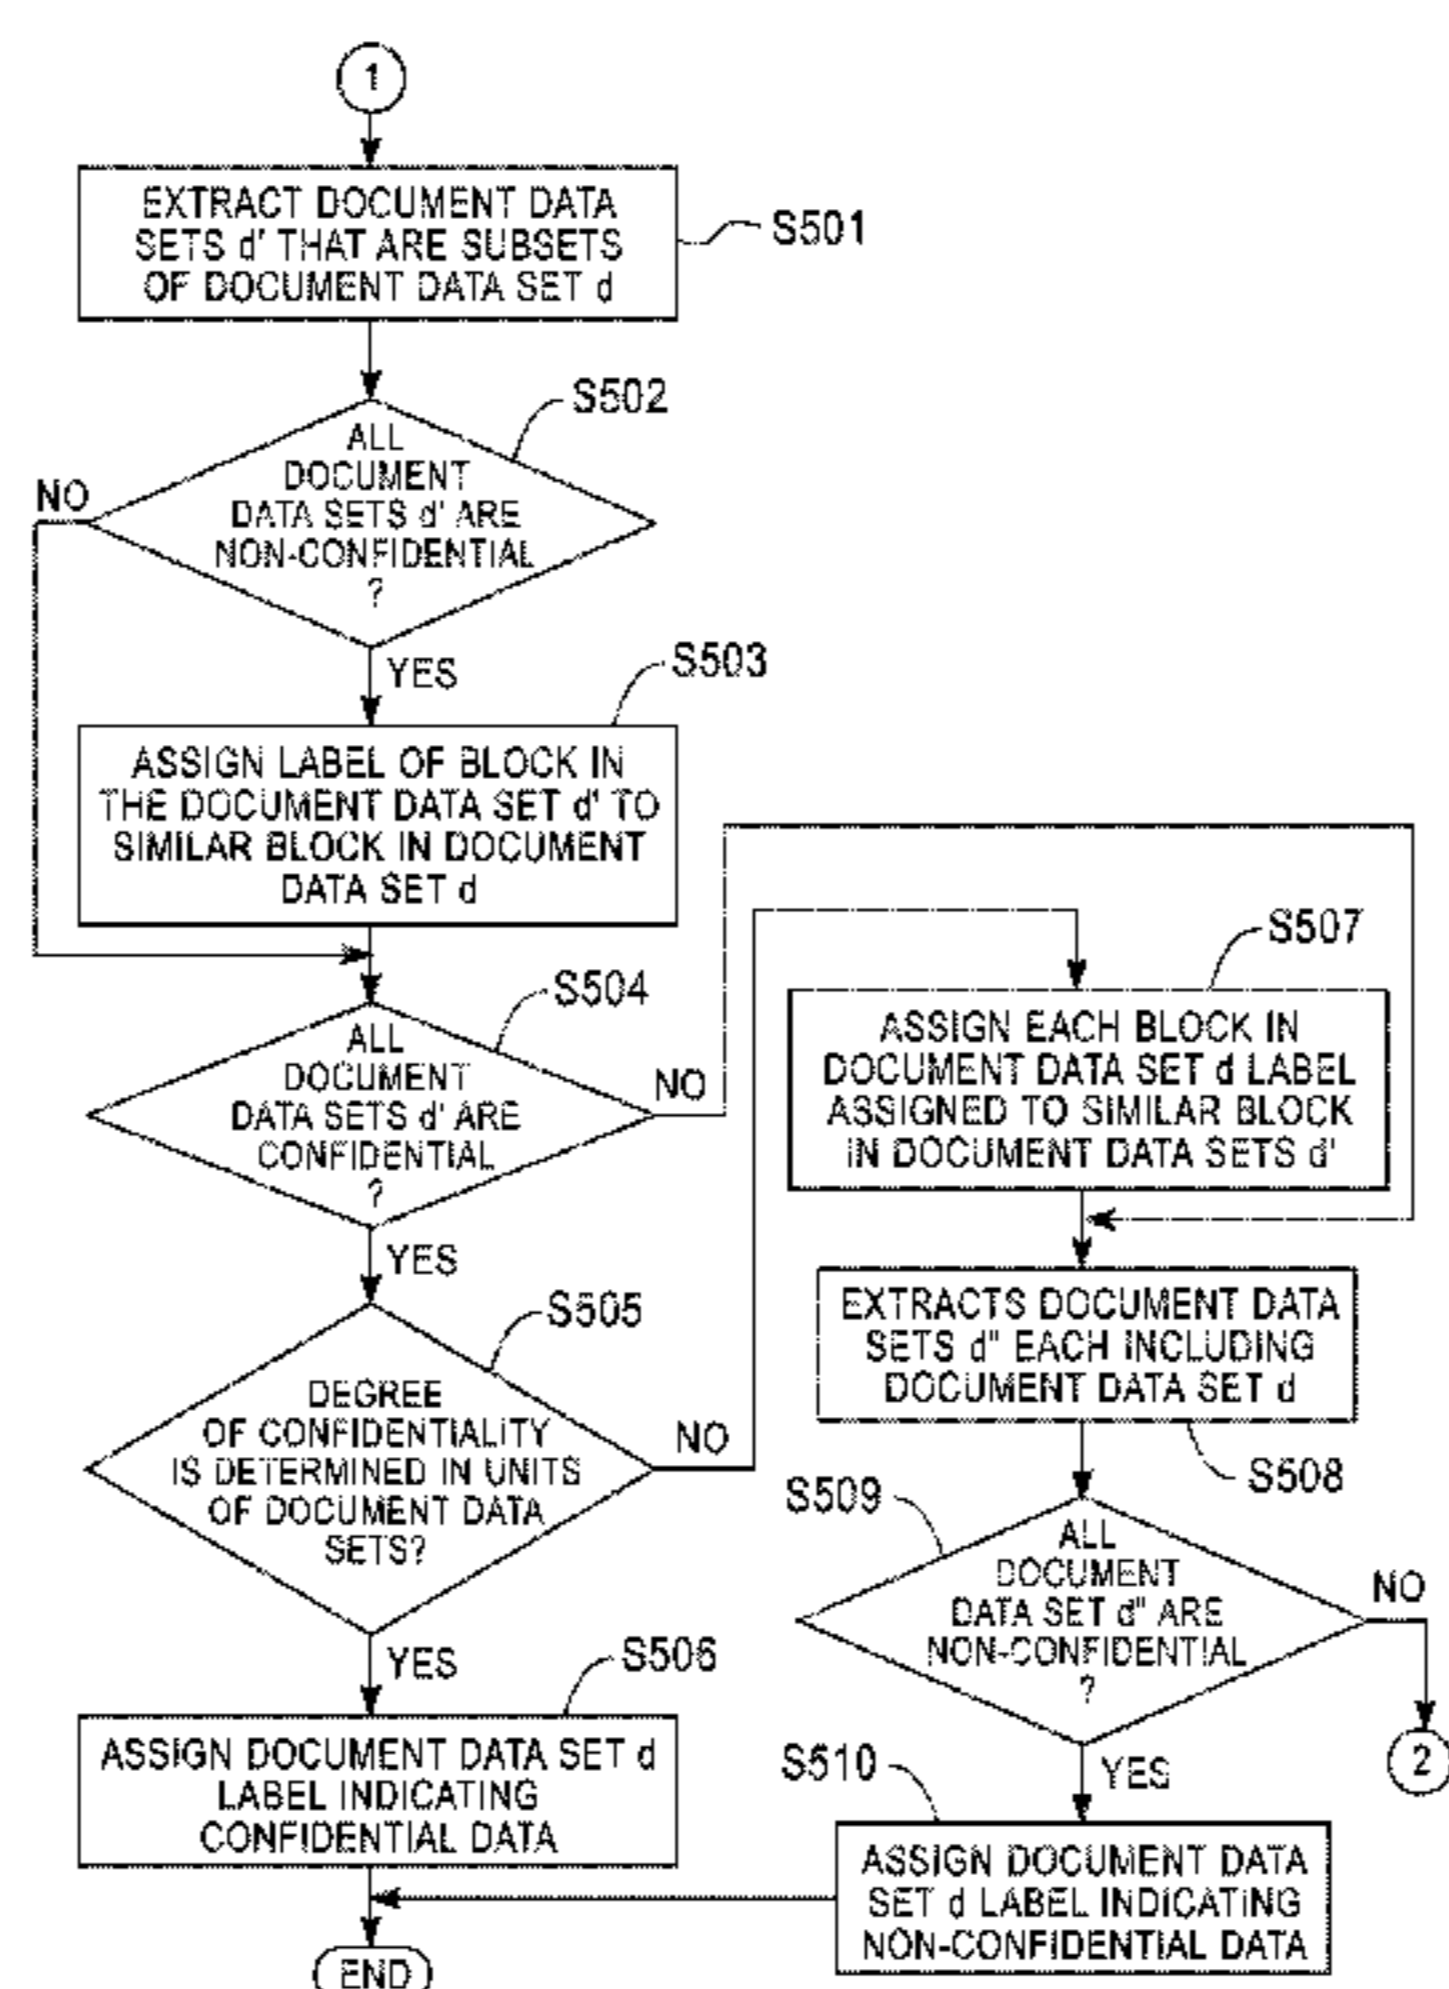 1
EXTRACT DOCUMENT DATA
SETS d' THAT ARE SUBSETS
OF DOCUMENT DATA SET d
S501
S502
ALL
DOCUMENT
DATA SETS d' ARE
NON-CONFIDENTIAL
?
NO
YES
S503
ASSIGN LABEL OF BLOCK IN
THE DOCUMENT DATA SET d' TO
SIMILAR BLOCK IN DOCUMENT
DATA SET d
S504
ALL
DOCUMENT
DATA SETS d' ARE
CONFIDENTIAL
?
NO
YES
S505
DEGREE
OF CONFIDENTIALITY
IS DETERMINED IN UNITS
OF DOCUMENT DATA
SETS?
NO
YES
S506
ASSIGN DOCUMENT DATA SET d
LABEL INDICATING
CONFIDENTIAL DATA
END
S507
ASSIGN EACH BLOCK IN
DOCUMENT DATA SET d LABEL
ASSIGNED TO SIMILAR BLOCK
IN DOCUMENT DATA SETS d'
EXTRACTS DOCUMENT DATA
SETS d" EACH INCLUDING
DOCUMENT DATA SET d
S508
S509
ALL
DOCUMENT
DATA SET d" ARE
NON-CONFIDENTIAL
?
NO
2
YES
S510
ASSIGN DOCUMENT DATA
SET d LABEL INDICATING
NON-CONFIDENTIAL DATA